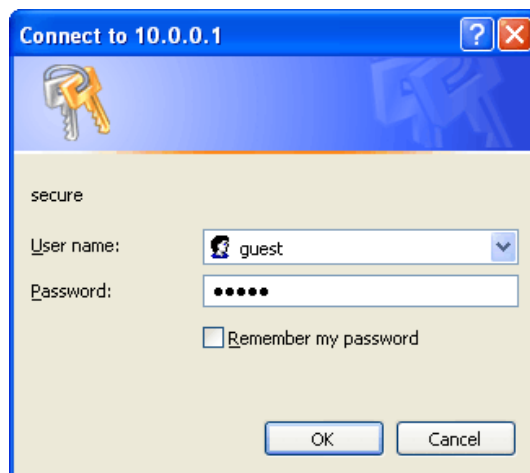 Connect to 10.0.0.1
secure
User name: guest
Password: •••••
Remember my password
OK Cancel